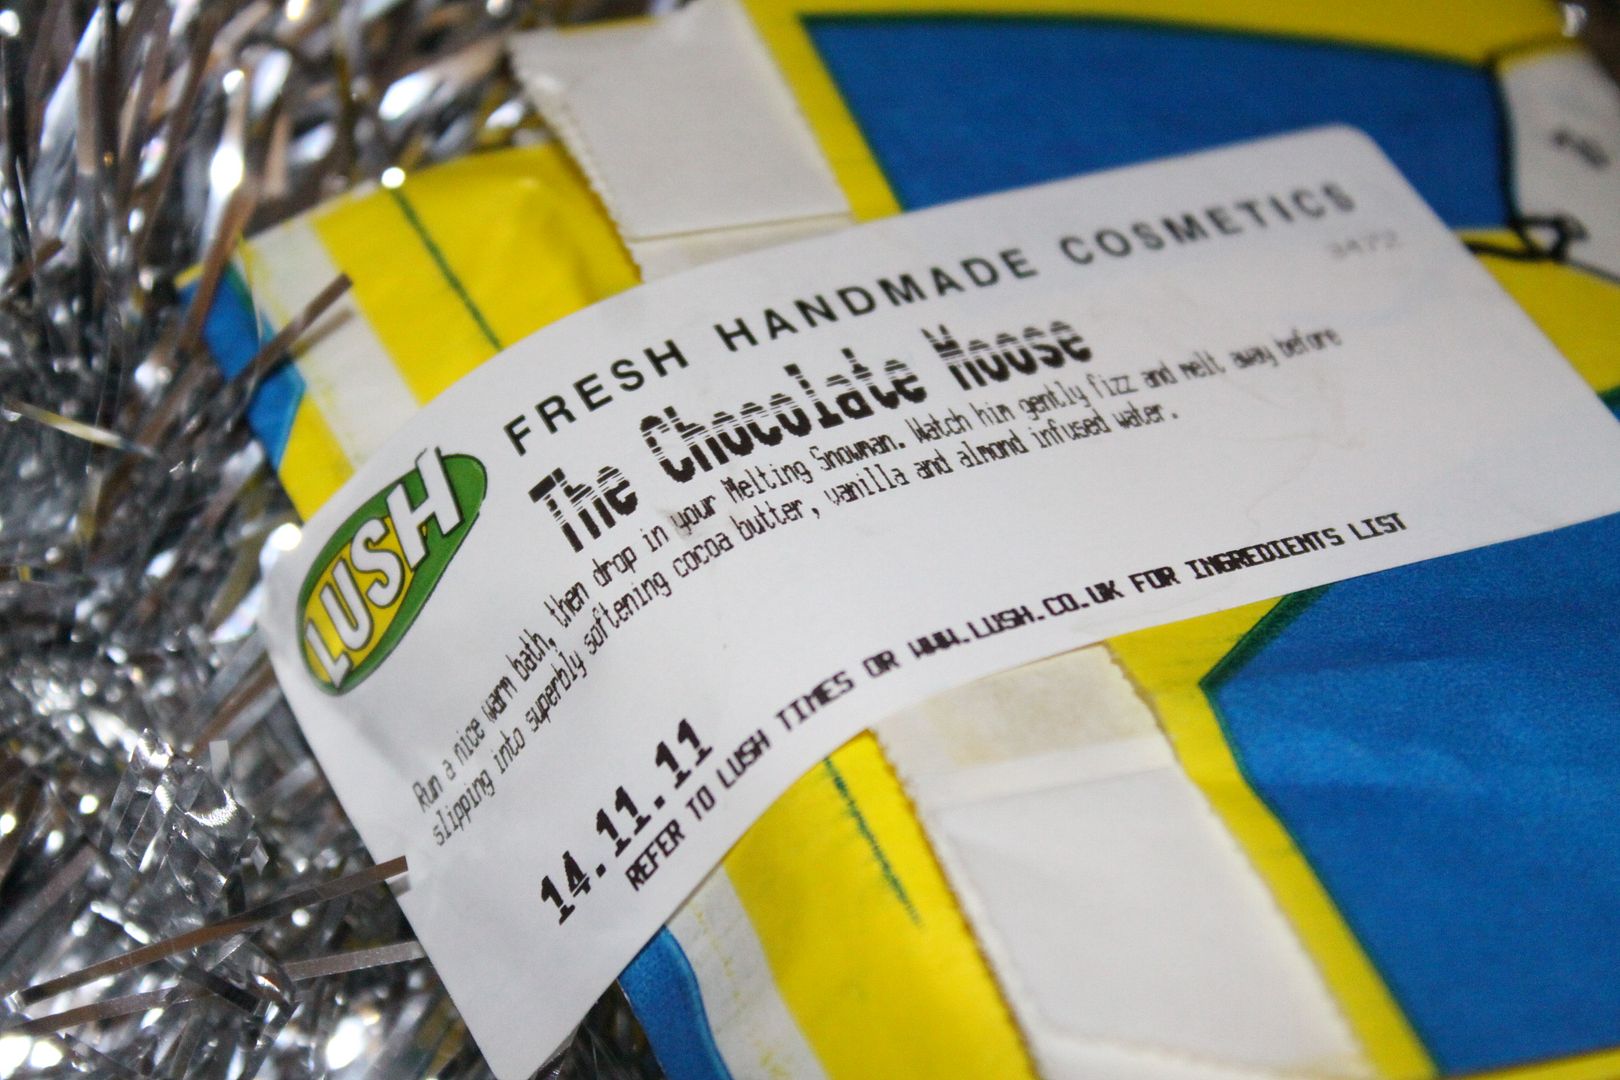 LUSH
FRESH HANDMADE COSMETICS
The Chocolate Moose
Run a nice warm bath, then drop in your Melting Snowman. Watch him gently fizz and melt away before
slipping into superbly softening cocoa butter, vanilla and almond infused water.
14.11.11
REFER TO LUSH TIMES OR WWW.LUSH.CO.UK FOR INGREDIENTS LIST